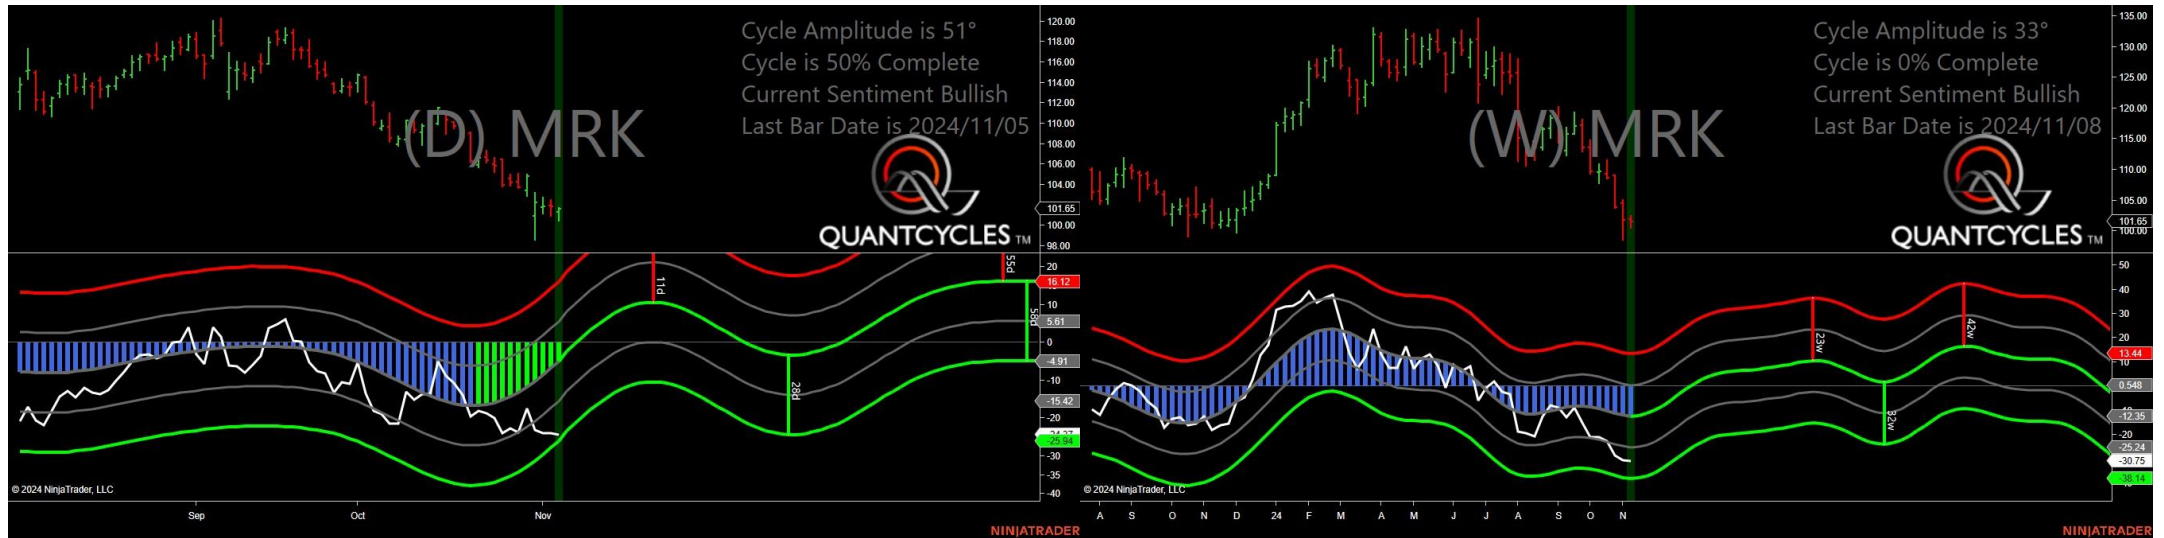 Cycle Amplitude is 51°
Cycle is 50% Complete
Current Sentiment Bullish
Last Bar Date is 2024/11/05
(D) MRK
QUANTCYCLES TM
120.00
118.00
116.00
114.00
112.00
110.00
108.00
106.00
104.00
101.65
100.00
98.00
55d
11d
28d
58d
20
16.12
10
5.61
0
-4.91
-10
-15.42
-20
-25.94
-30
-35
-40
© 2024 NinjaTrader, LLC
Sep Oct Nov
NINJATRADER
Cycle Amplitude is 33°
Cycle is 0% Complete
Current Sentiment Bullish
Last Bar Date is 2024/11/08
(W) MRK
QUANTCYCLES TM
135.00
130.00
125.00
120.00
115.00
110.00
105.00
101.65
100.00
23w
42w
32w
50
40
30
20
13.44
10
0.548
-12.35
-20
-25.24
-30.75
-38.14
© 2024 NinjaTrader, LLC
A S O N D 24 F M A M J J A S O N
NINJATRADER